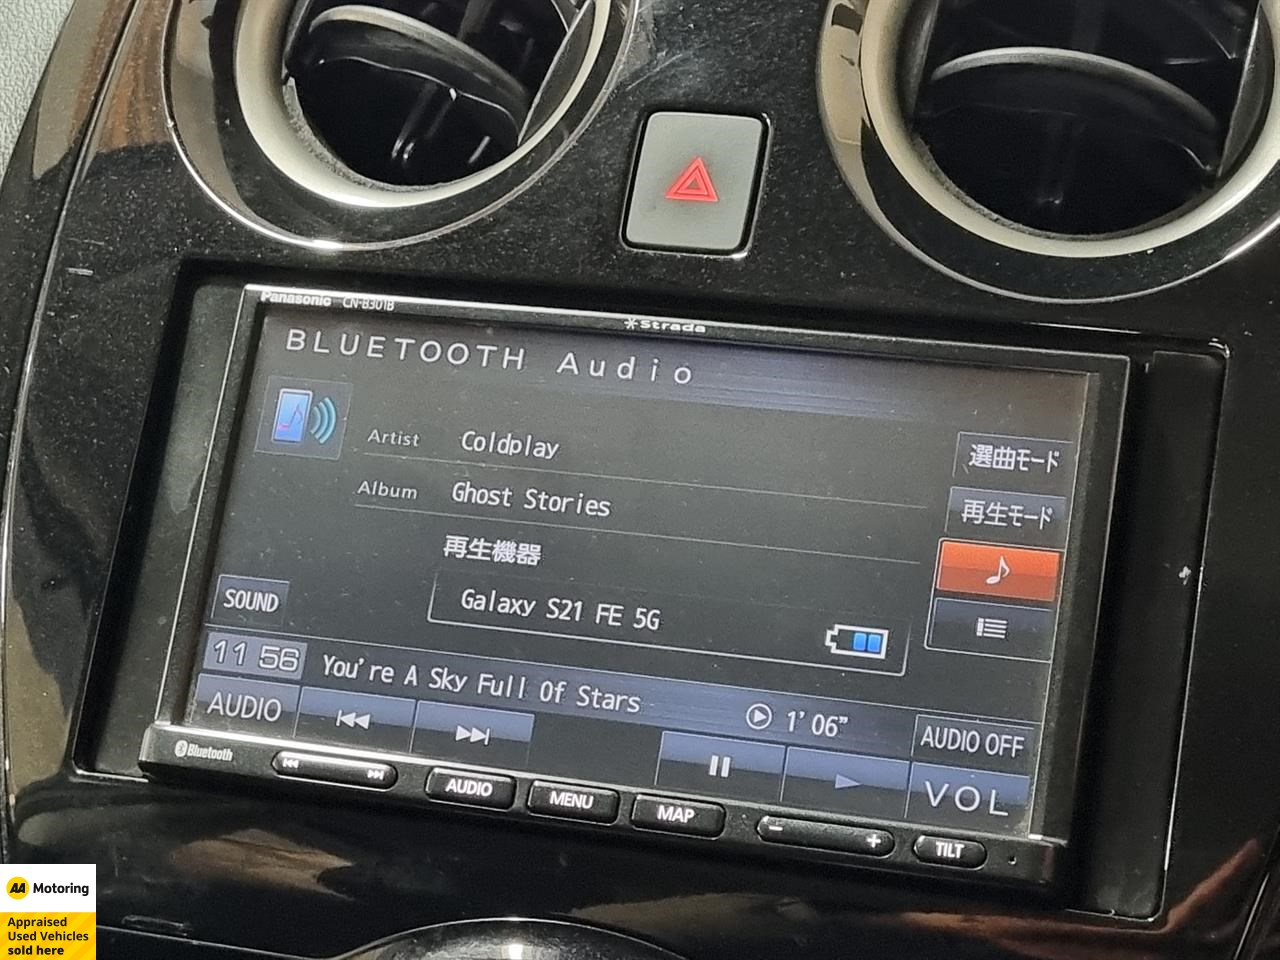 Panasonic CN-B301B
Strada
BLUETOOTH Audio
Artist Coldplay
選曲モード
Album Ghost Stories
再生モード
再生機器
SOUND
Galaxy S21 FE 5G
11 56 You're A Sky Full Of Stars 1'06"
AUDIO
AUDIO OFF
VOL
Bluetooth
AUDIO MENU MAP - + TILT
AA Motoring
Appraised
Used Vehicles
sold here